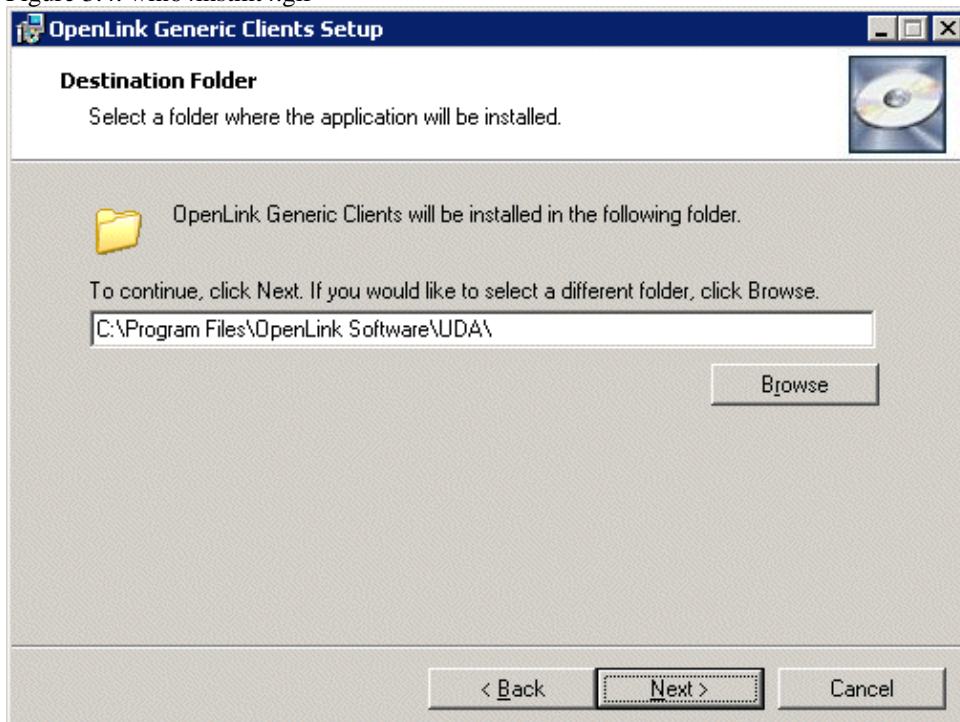 OpenLink Generic Clients Setup
Destination Folder
Select a folder where the application will be installed.
OpenLink Generic Clients will be installed in the following folder.
To continue, click Next. If you would like to select a different folder, click Browse.
C:\Program Files\OpenLink Software\UDA\
Browse
< Back
Next >
Cancel